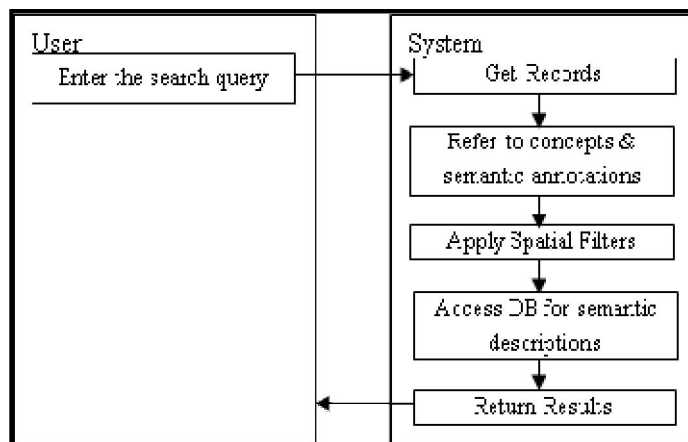 User
Enter the search query
System
Get Records
Refer to concepts &
semantic annotations
Apply Spatial Filters
Access DB for semantic
descriptions
Return Results